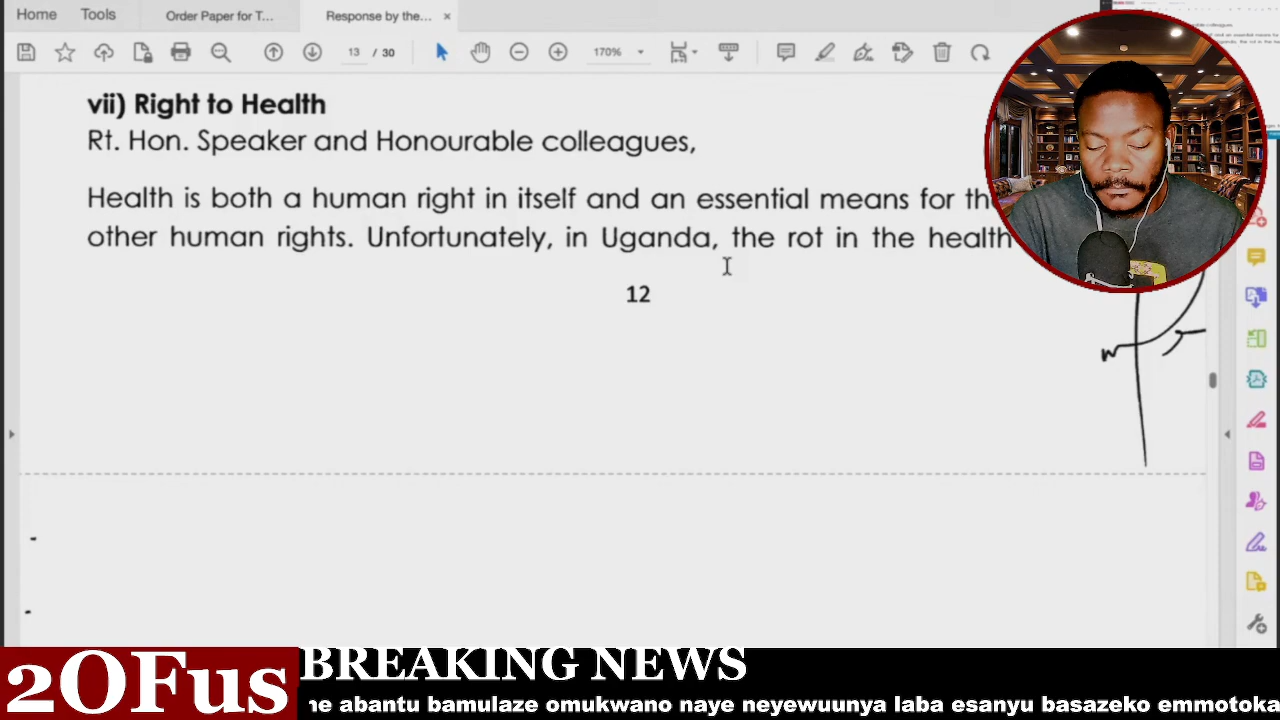 Home Tools Order Paper for T... Response by the... ×
13 / 30 170%
vii) Right to Health
Rt. Hon. Speaker and Honourable colleagues,
Health is both a human right in itself and an essential means for
other human rights. Unfortunately, in Uganda, the rot in the health
12
2OFus
BREAKING NEWS
abantu bamulaze omukwano naye neyewuunya laba esanyu basazeko emmotoka